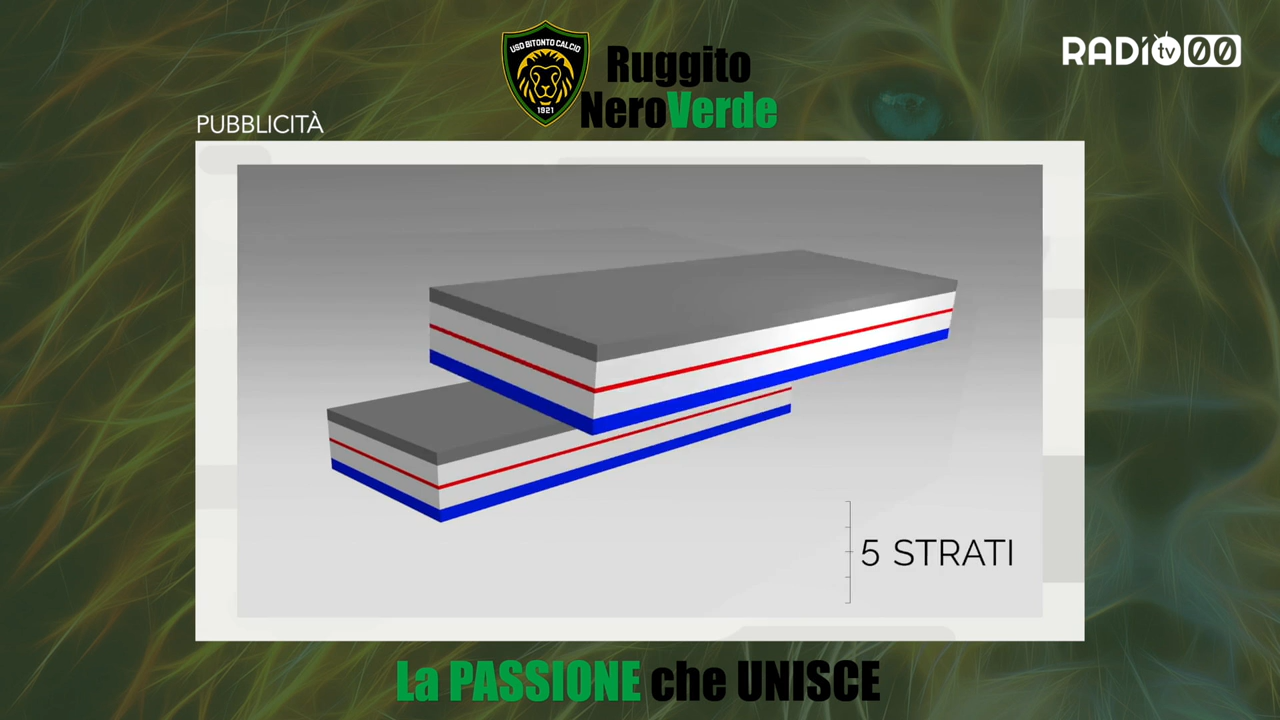 USD BITONTO CALCIO
1921
Ruggito
NeroVerde
RADIO tv 00
PUBBLICITÀ
5 STRATI
La PASSIONE che UNISCE